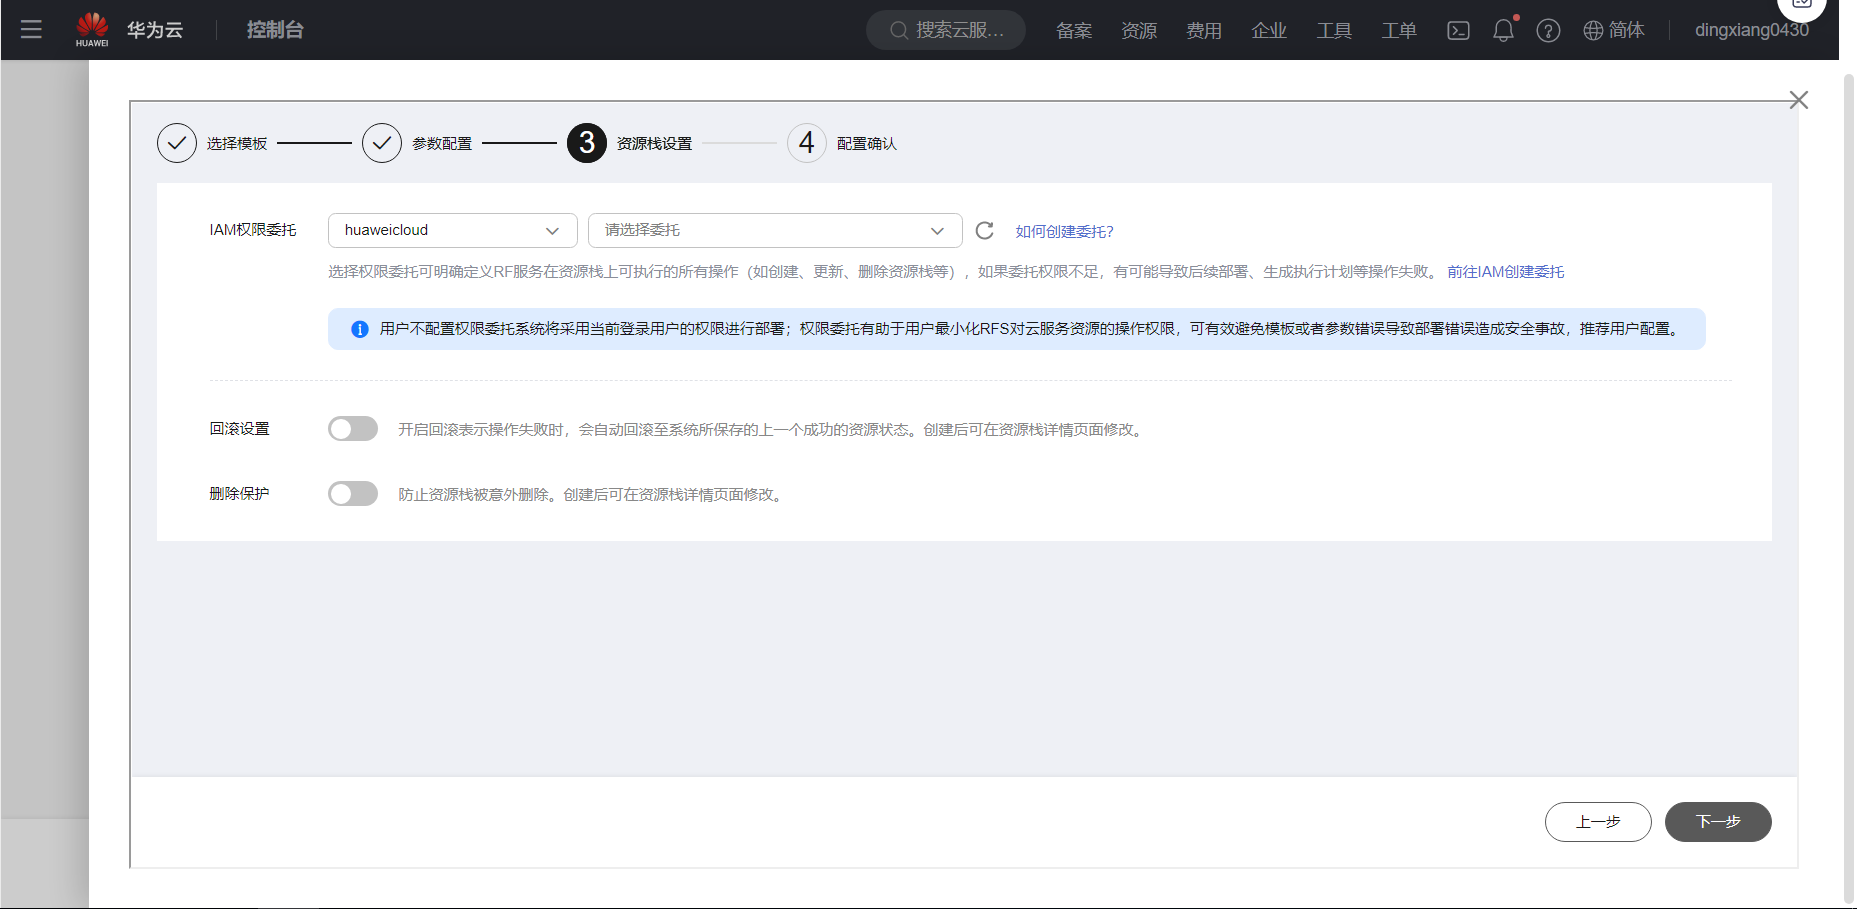 HUAWEI 华为云 控制台 搜索云服... 备案 资源 费用 企业 工具 工单 简体 dingxiang0430
选择模板 参数配置 3 资源栈设置 4 配置确认
IAM权限委托 huaweicloud 请选择委托 如何创建委托?
选择权限委托可明确定义RF服务在资源栈上可执行的所有操作（如创建、更新、删除资源栈等），如果委托权限不足，有可能导致后续部署、生成执行计划等操作失败。 前往IAM创建委托
用户不配置权限委托系统将采用当前登录用户的权限进行部署；权限委托有助于用户最小化RFS对云服务资源的操作权限，可有效避免模板或者参数错误导致部署错误造成安全事故，推荐用户配置。
回滚设置 开启回滚表示操作失败时，会自动回滚至系统所保存的上一个成功的资源状态。创建后可在资源栈详情页面修改。
删除保护 防止资源栈被意外删除。创建后可在资源栈详情页面修改。
上一步 下一步